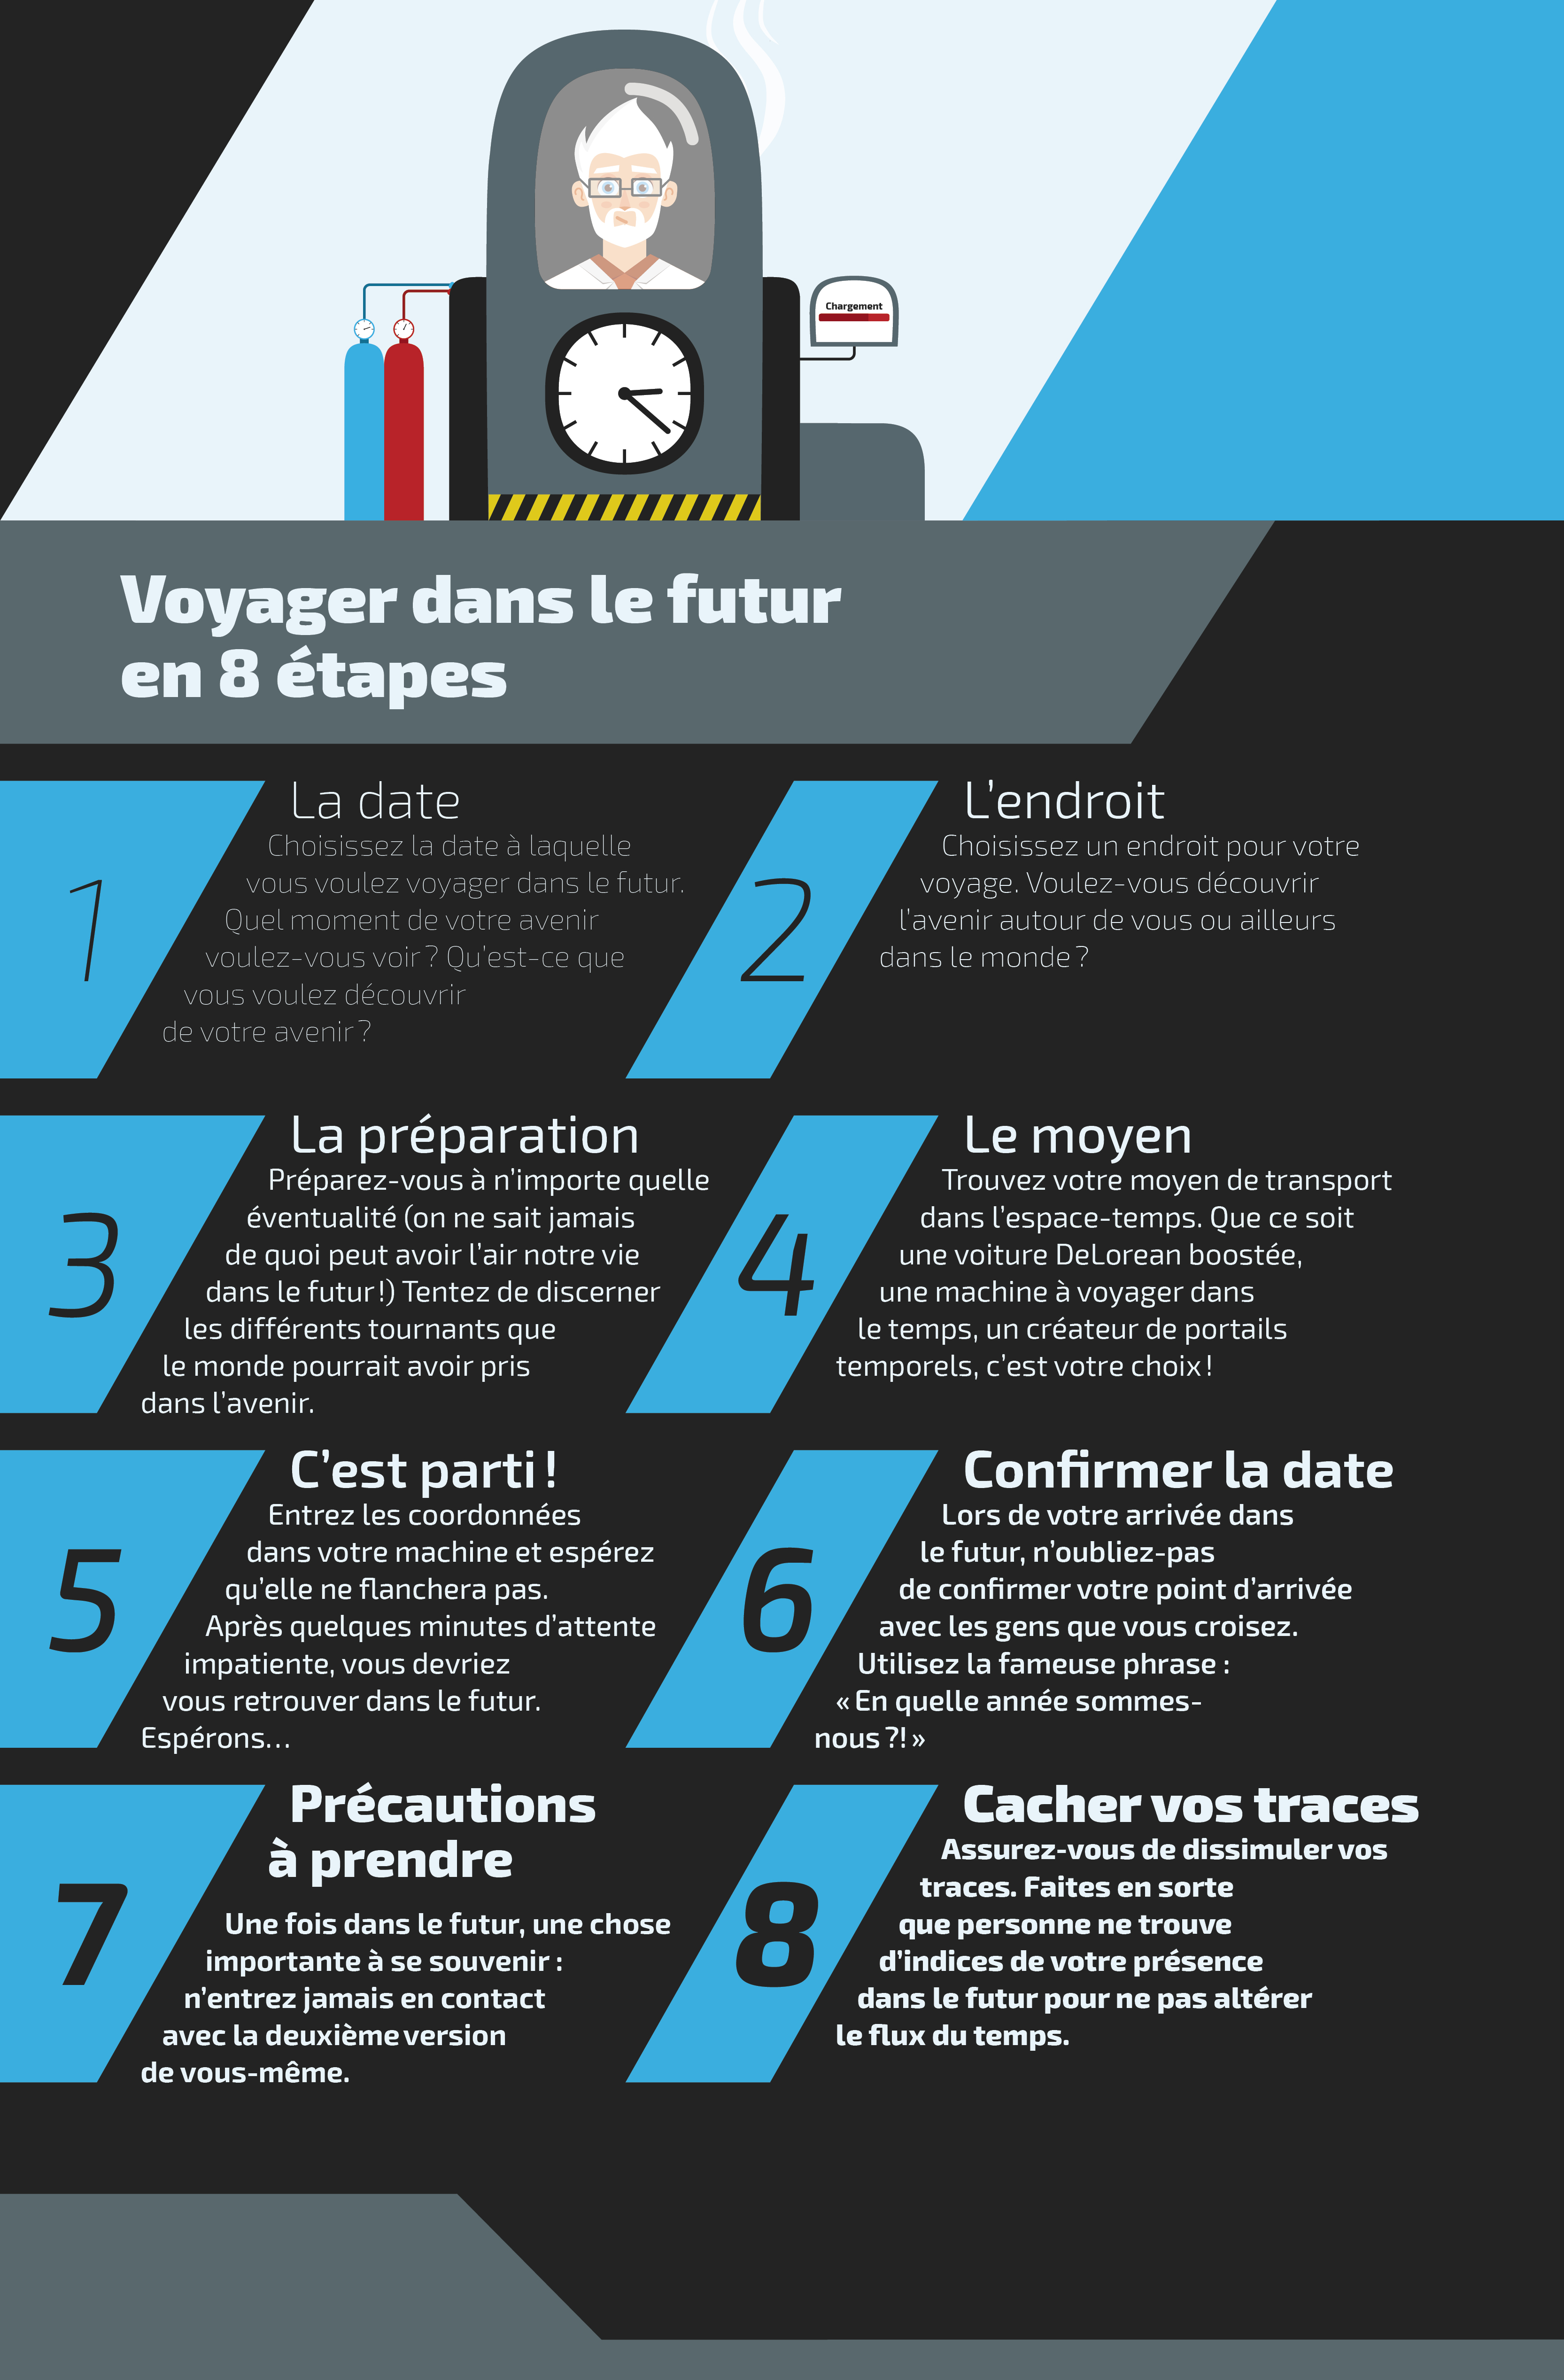 Chargement
Voyager dans le futur
en 8 étapes
1
La date
Choisissez la date à laquelle
vous voulez voyager dans le futur.
Quel moment de votre avenir
voulez-vous voir ? Qu'est-ce que
vous voulez découvrir
de votre avenir ?
2
L'endroit
Choisissez un endroit pour votre
voyage. Voulez-vous découvrir
l'avenir autour de vous ou ailleurs
dans le monde ?
3
La préparation
Préparez-vous à n'importe quelle
éventualité (on ne sait jamais
de quoi peut avoir l'air notre vie
dans le futur !) Tentez de discerner
les différents tournants que
le monde pourrait avoir pris
dans l'avenir.
4
Le moyen
Trouvez votre moyen de transport
dans l'espace-temps. Que ce soit
une voiture DeLorean boostée,
une machine à voyager dans
le temps, un créateur de portails
temporels, c'est votre choix !
5
C'est parti !
Entrez les coordonnées
dans votre machine et espérez
qu'elle ne flanchera pas.
Après quelques minutes d'attente
impatiente, vous devriez
vous retrouver dans le futur.
Espérons…
6
Confirmer la date
Lors de votre arrivée dans
le futur, n'oubliez-pas
de confirmer votre point d'arrivée
avec les gens que vous croisez.
Utilisez la fameuse phrase :
« En quelle année sommes-
nous ?! »
7
Précautions
à prendre
Une fois dans le futur, une chose
importante à se souvenir :
n'entrez jamais en contact
avec la deuxième version
de vous-même.
8
Cacher vos traces
Assurez-vous de dissimuler vos
traces. Faites en sorte
que personne ne trouve
d'indices de votre présence
dans le futur pour ne pas altérer
le flux du temps.